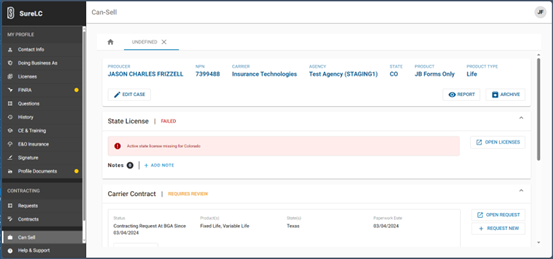 SureLC
Can-Sell
JF
MY PROFILE
Contact Info
Doing Business As
Licenses
FINRA
Questions
History
CE & Training
E&O Insurance
Signature
Profile Documents
CONTRACTING
Requests
Contracts
Can Sell
Help & Support
UNDEFINED
PRODUCER NPN CARRIER AGENCY STATE PRODUCT PRODUCT TYPE
JASON CHARLES FRIZZELL 7399488 Insurance Technologies Test Agency (STAGING1) CO JB Forms Only Life
EDIT CASE REPORT ARCHIVE
State License | FAILED
Active state license missing for Colorado
OPEN LICENSES
Notes 0 + ADD NOTE
Carrier Contract | REQUIRES REVIEW
Status Product(s) State(s) Paperwork Date
Contracting Request At BGA Since 03/04/2024 Fixed Life, Variable Life Texas 03/04/2024
OPEN REQUEST
+ REQUEST NEW